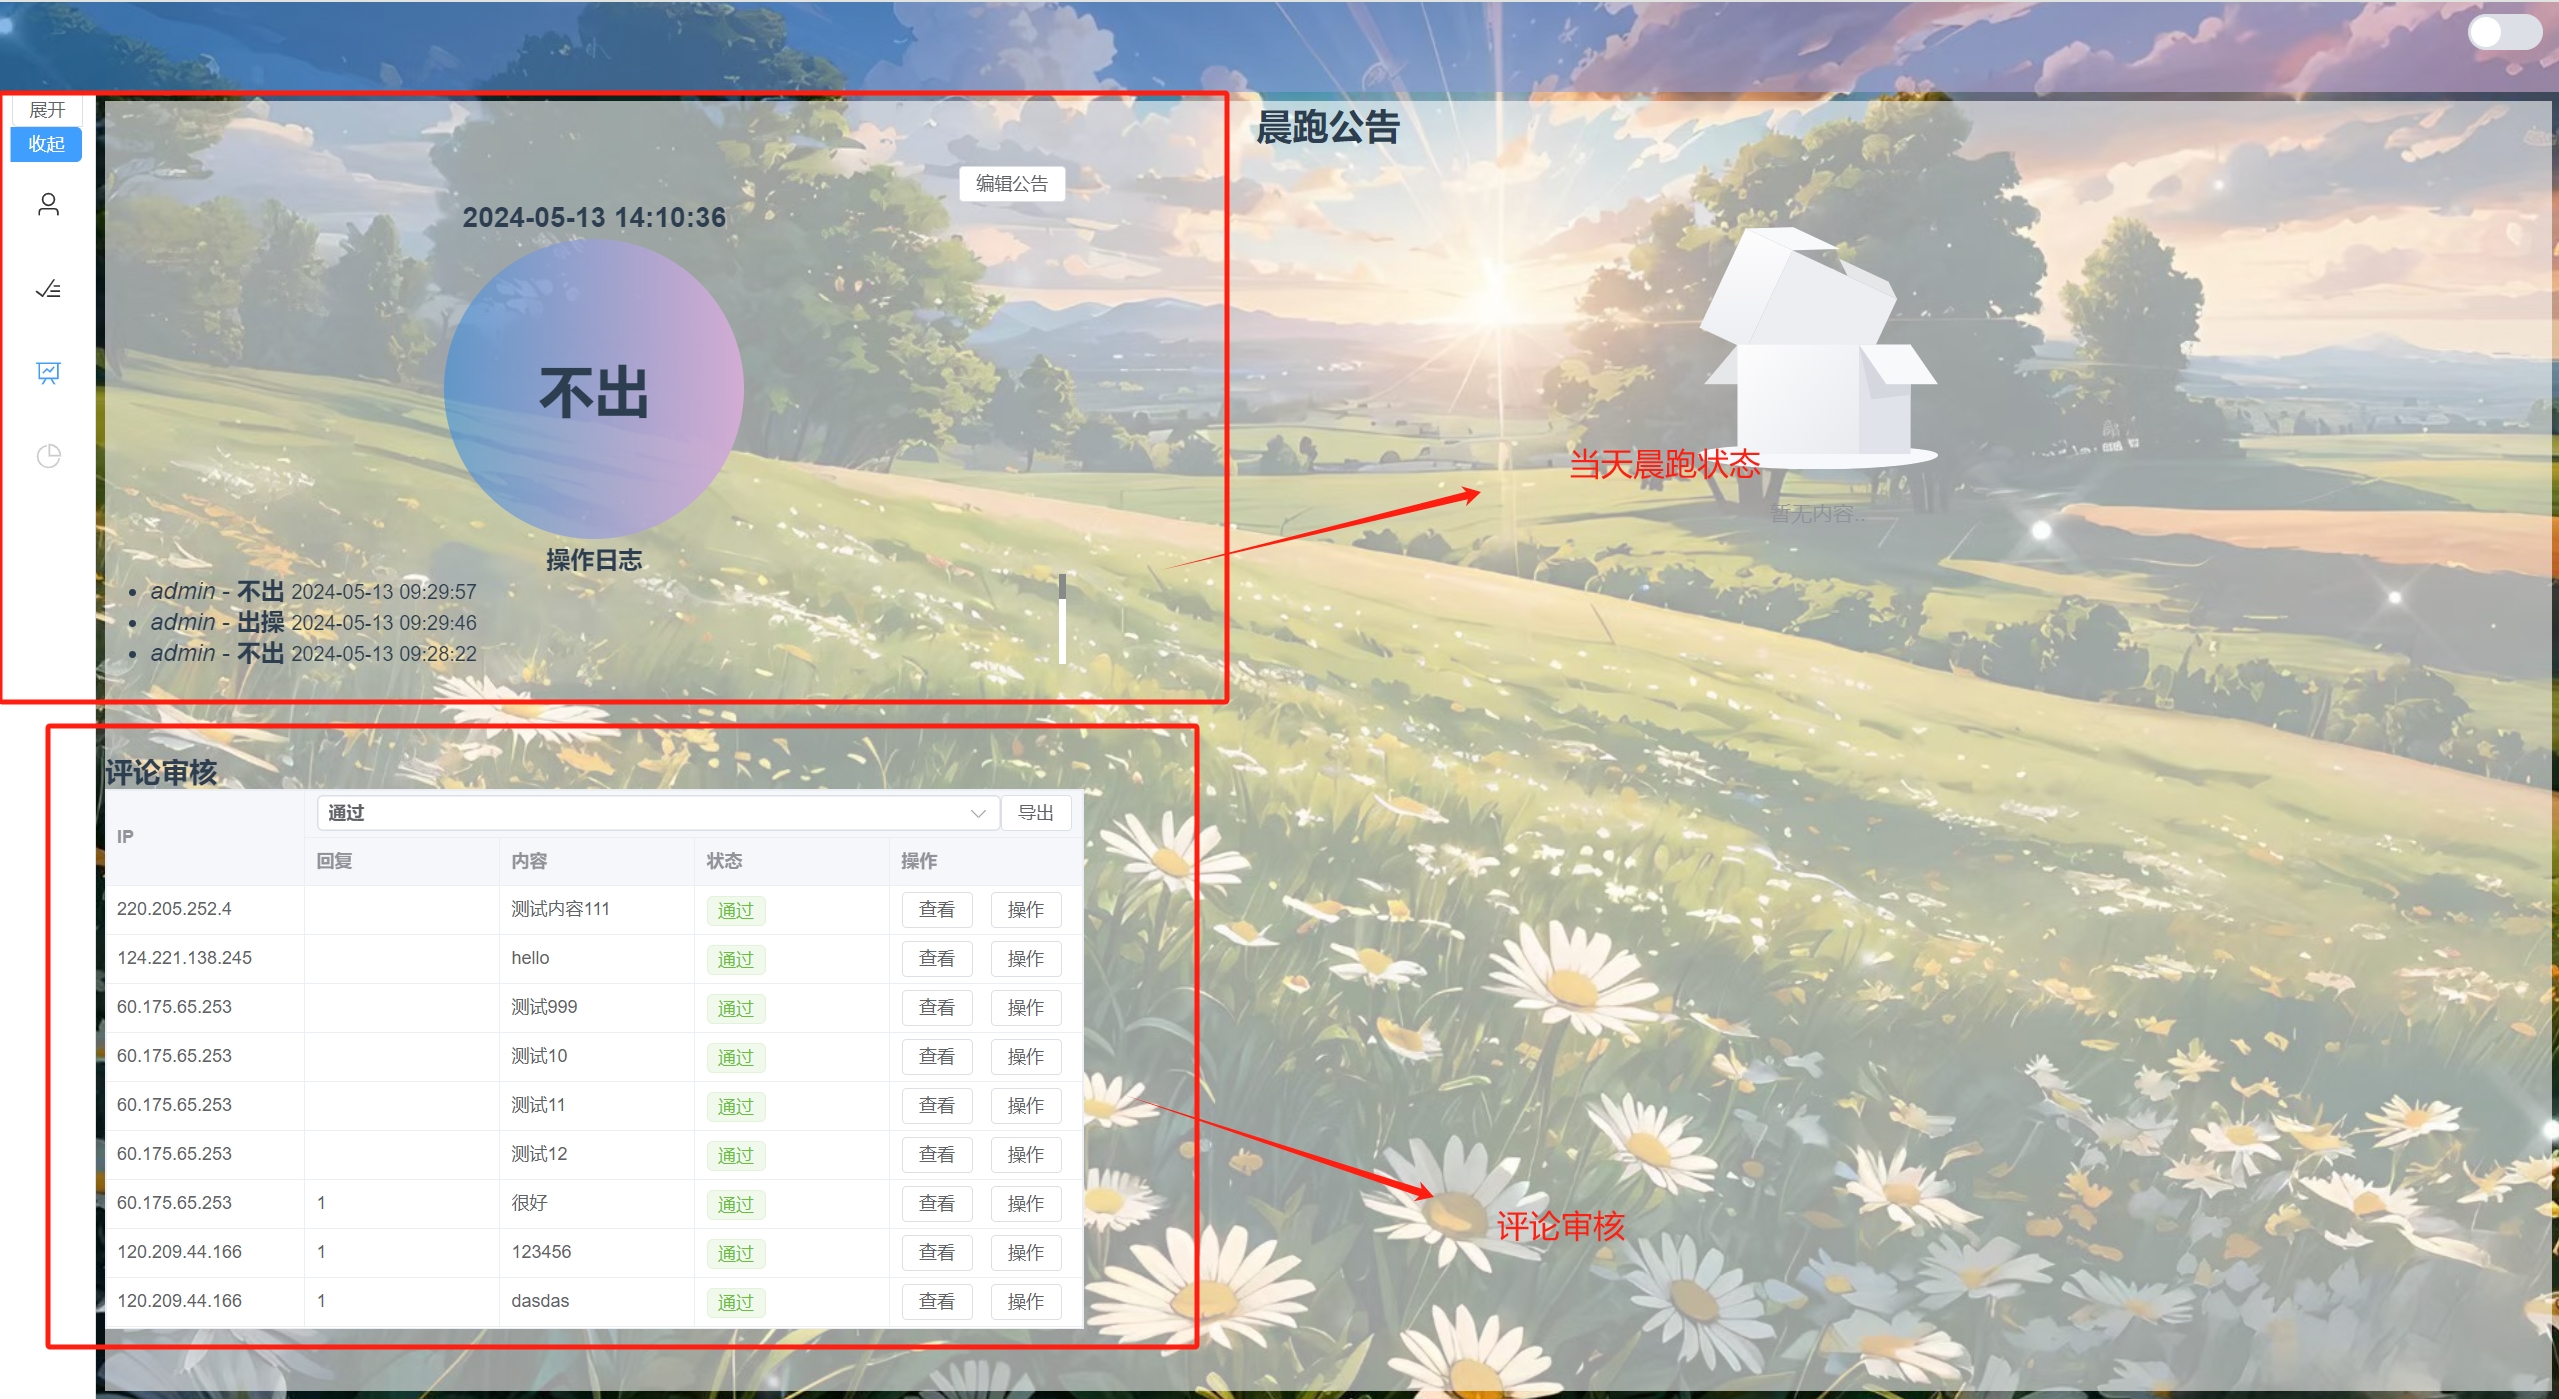 展开
收起
晨跑公告
编辑公告
2024-05-13 14:10:36
不出
当天晨跑状态
暂无内容..
操作日志
admin - 不出 2024-05-13 09:29:57
admin - 出操 2024-05-13 09:29:46
admin - 不出 2024-05-13 09:28:22
评论审核
IP 通过 导出
回复 内容 状态 操作
220.205.252.4 测试内容111 通过 查看 操作
124.221.138.245 hello 通过 查看 操作
60.175.65.253 测试999 通过 查看 操作
60.175.65.253 测试10 通过 查看 操作
60.175.65.253 测试11 通过 查看 操作
60.175.65.253 测试12 通过 查看 操作
60.175.65.253 1 很好 通过 查看 操作
120.209.44.166 1 123456 通过 查看 操作
120.209.44.166 1 dasdas 通过 查看 操作
评论审核